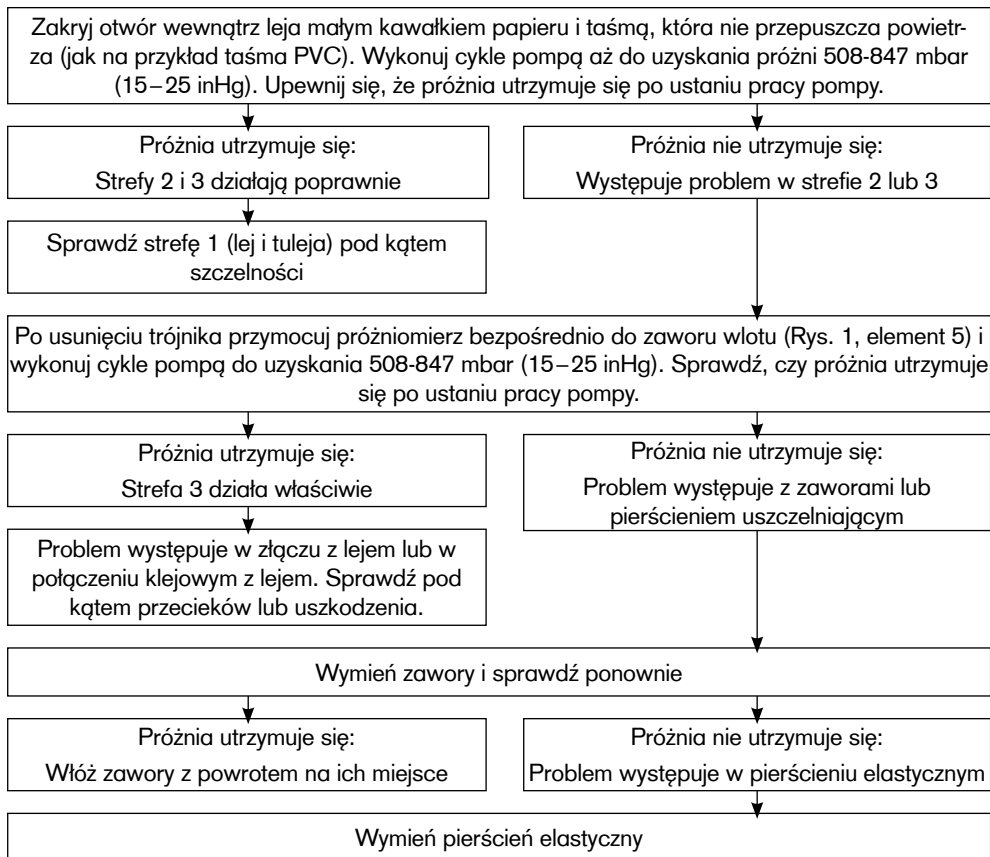 Zakryj otwór wewnątrz leja małym kawałkiem papieru i taśmą, która nie przepuszcza powietr-
za (jak na przykład taśma PVC). Wykonuj cykle pompą aż do uzyskania próżni 508-847 mbar
(15–25 inHg). Upewnij się, że próżnia utrzymuje się po ustaniu pracy pompy.
Próżnia utrzymuje się:
Strefy 2 i 3 działają poprawnie
Próżnia nie utrzymuje się:
Występuje problem w strefie 2 lub 3
Sprawdź strefę 1 (lej i tuleja) pod kątem
szczelności
Po usunięciu trójnika przymocuj próżniomierz bezpośrednio do zaworu wlotu (Rys. 1, element 5) i
wykonuj cykle pompą do uzyskania 508-847 mbar (15–25 inHg). Sprawdź, czy próżnia utrzymuje
się po ustaniu pracy pompy.
Próżnia utrzymuje się:
Strefa 3 działa właściwie
Próżnia nie utrzymuje się:
Problem występuje z zaworami lub
pierścieniem uszczelniającym
Problem występuje w złączu z lejem lub w
połączeniu klejowym z lejem. Sprawdź pod
kątem przecieków lub uszkodzenia.
Wymień zawory i sprawdź ponownie
Próżnia utrzymuje się:
Włóż zawory z powrotem na ich miejsce
Próżnia nie utrzymuje się:
Problem występuje w pierścieniu elastycznym
Wymień pierścień elastyczny